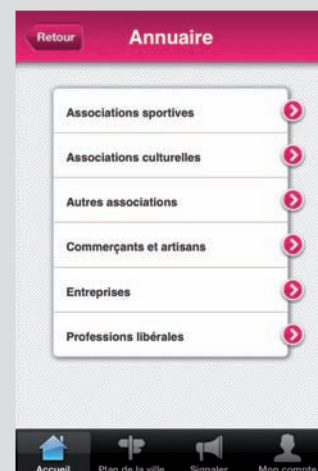 Retour Annuaire
Associations sportives
Associations culturelles
Autres associations
Commerçants et artisans
Entreprises
Professions libérales
Accueil Plan de la ville Signaler Mon compte